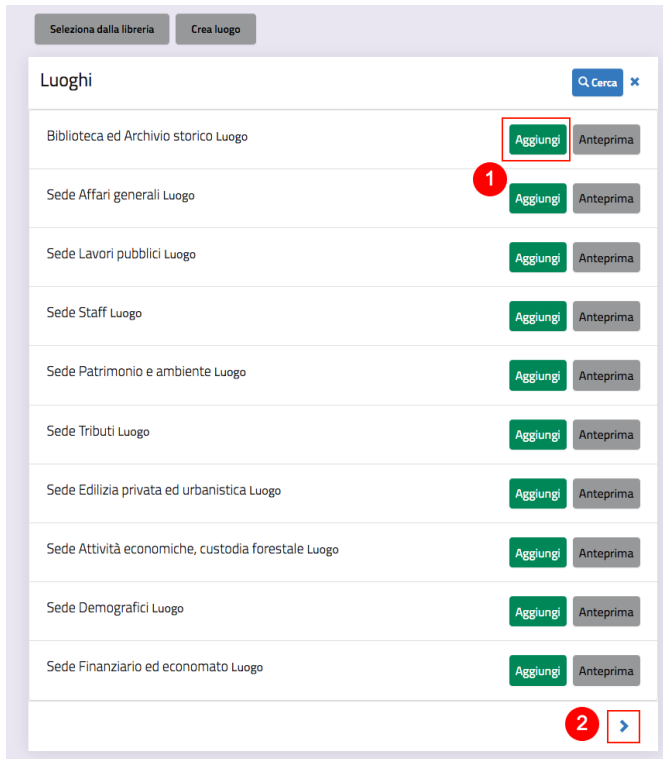 Seleziona dalla libreria Crea luogo
Luoghi Cerca
Biblioteca ed Archivio storico Luogo Aggiungi Anteprima
1
Sede Affari generali Luogo Aggiungi Anteprima
Sede Lavori pubblici Luogo Aggiungi Anteprima
Sede Staff Luogo Aggiungi Anteprima
Sede Patrimonio e ambiente Luogo Aggiungi Anteprima
Sede Tributi Luogo Aggiungi Anteprima
Sede Edilizia privata ed urbanistica Luogo Aggiungi Anteprima
Sede Attività economiche, custodia forestale Luogo Aggiungi Anteprima
Sede Demografici Luogo Aggiungi Anteprima
Sede Finanziario ed economato Luogo Aggiungi Anteprima
2